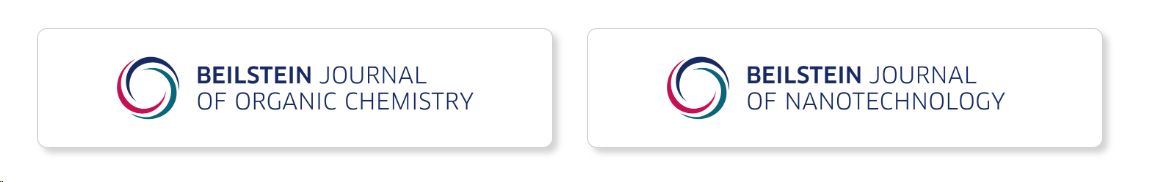 BEILSTEIN JOURNAL
OF ORGANIC CHEMISTRY
BEILSTEIN JOURNAL
OF NANOTECHNOLOGY